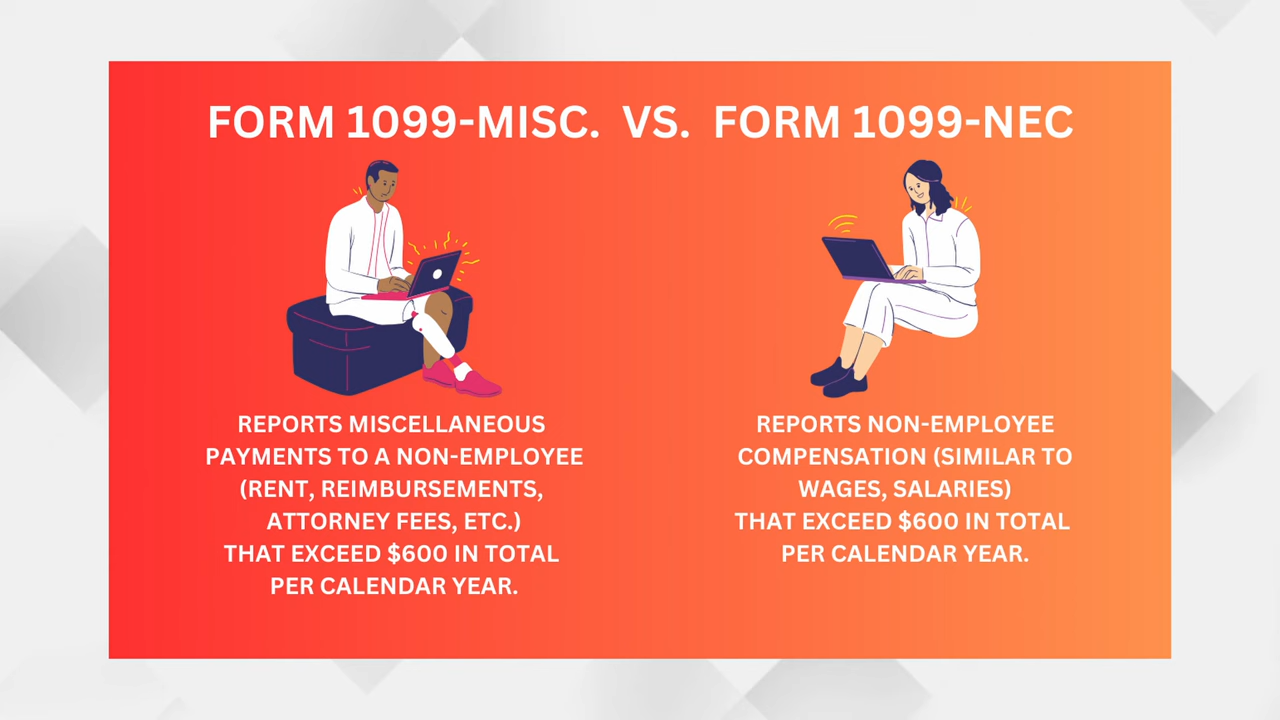 FORM 1099-MISC. VS. FORM 1099-NEC
REPORTS MISCELLANEOUS
PAYMENTS TO A NON-EMPLOYEE
(RENT, REIMBURSEMENTS,
ATTORNEY FEES, ETC.)
THAT EXCEED $600 IN TOTAL
PER CALENDAR YEAR.
REPORTS NON-EMPLOYEE
COMPENSATION (SIMILAR TO
WAGES, SALARIES)
THAT EXCEED $600 IN TOTAL
PER CALENDAR YEAR.